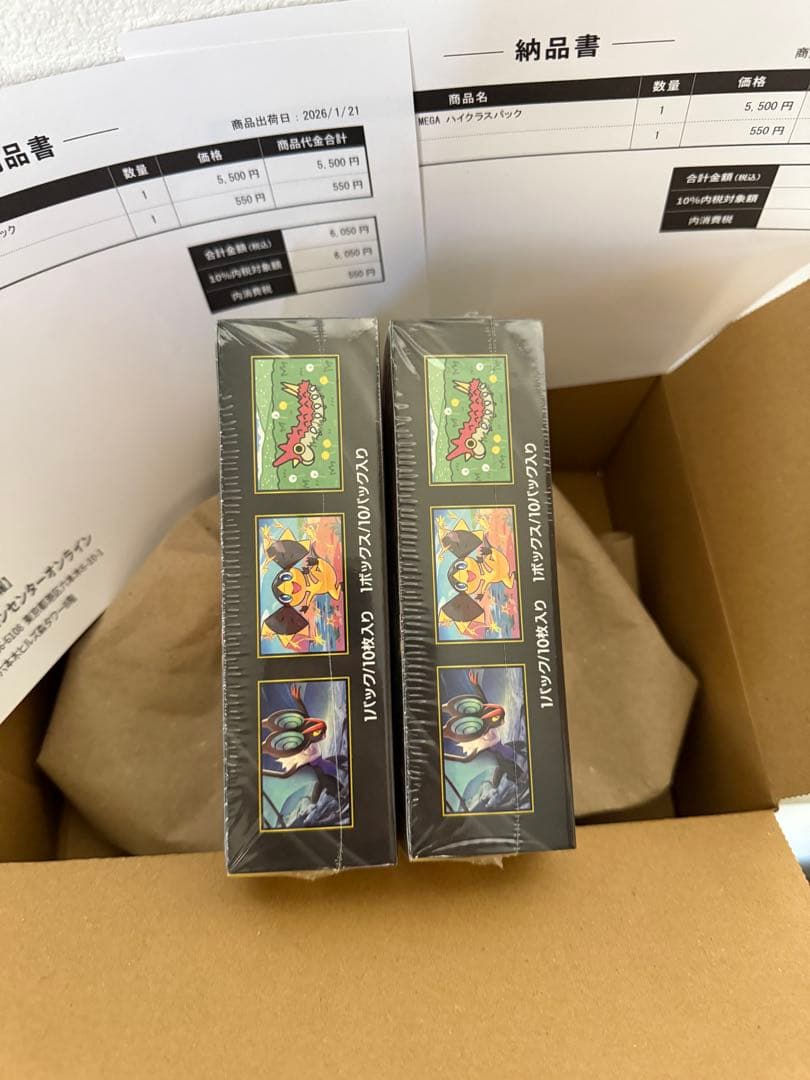 品書
商品出荷日：2026/1/21
数量 価格 商品代金合計
ック 1 5,500 円 5,500 円
1 550 円 550 円
合計金額(税込) 6,050 円
10%内税対象額 6,050 円
内消費税 550 円
ンセンターオンライン
納品書
商
商品名 数量 価格
MEGA ハイクラスパック 1 5,500 円
1 550 円
合計金額(税込)
10%内税対象額
内消費税
1パック/10枚入り 1ボックス/10パック入り
1パック/10枚入り 1ボックス/10パック入り